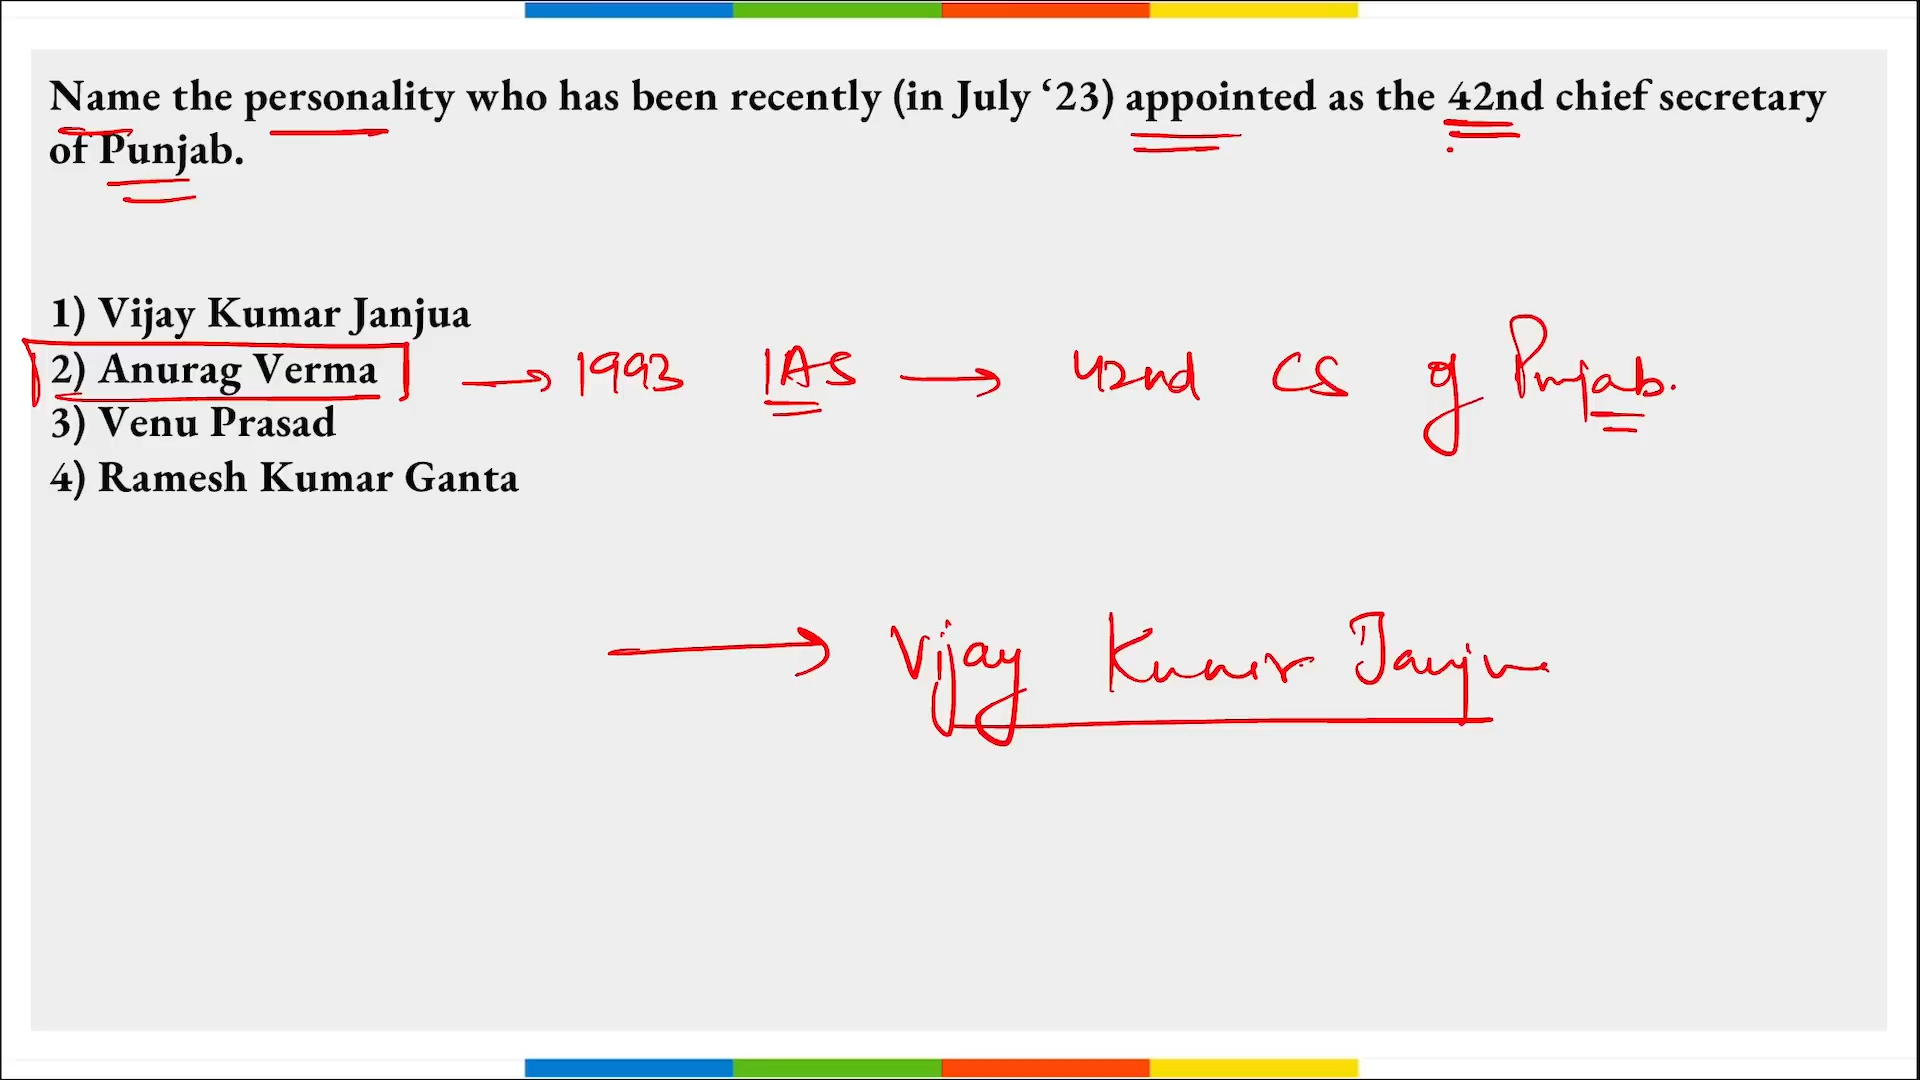 Name the personality who has been recently (in July ‘23) appointed as the 42nd chief secretary
of Punjab.
1) Vijay Kumar Janjua
2) Anurag Verma → 1993 IAS → 42nd CS of Punjab.
3) Venu Prasad
4) Ramesh Kumar Ganta
→ Vijay Kumar Janjua